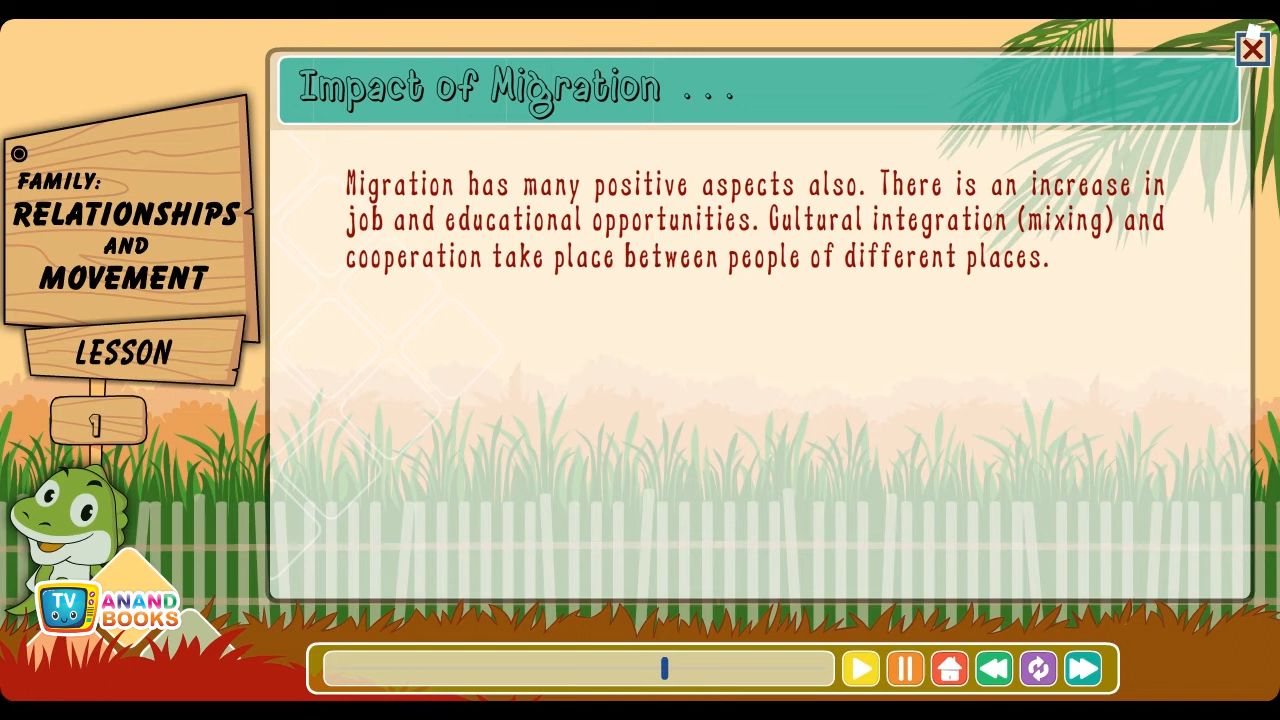 Impact of Migration ...
FAMILY:
RELATIONSHIPS
AND
MOVEMENT
LESSON
1
Migration has many positive aspects also. There is an increase in
job and educational opportunities. Cultural integration (mixing) and
cooperation take place between people of different places.
TV
ANAND
BOOKS